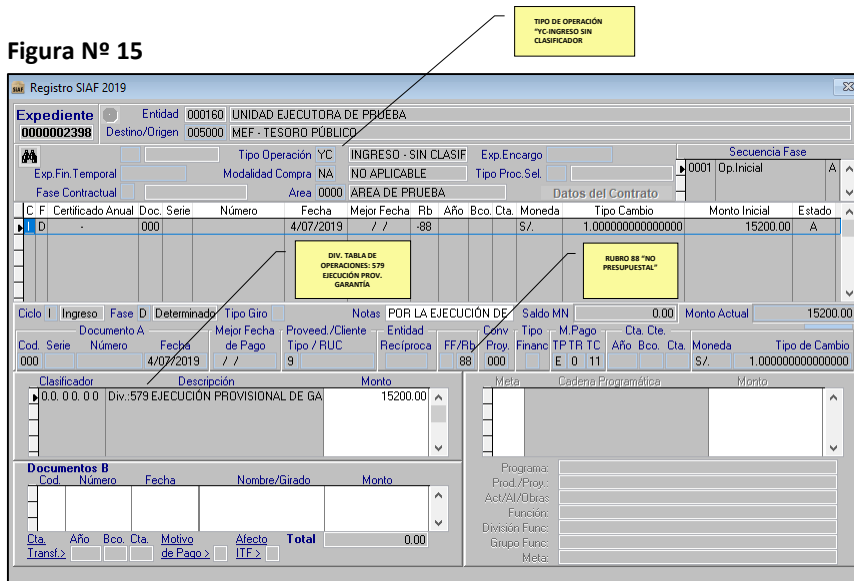 TIPO DE OPERACIÓN
"YC-INGRESO SIN
CLASIFICADOR
Figura Nº 15
SIAF Registro SIAF 2019
Expediente Entidad 000160 UNIDAD EJECUTORA DE PRUEBA
0000002398 Destino/Origen 005000 MEF - TESORO PÚBLICO
Tipo Operación YC INGRESO - SIN CLASIF Exp.Encargo Secuencia Fase
Exp.Fin.Temporal Modalidad Compra NA NO APLICABLE Tipo Proc.Sel. 0001 Op.Inicial A
Fase Contractual Area 0000 AREA DE PRUEBA Datos del Contrato
C F Certificado Anual Doc. Serie Número Fecha Mejor Fecha Rb Año Bco. Cta. Moneda Tipo Cambio Monto Inicial Estado
I D - 000 4/07/2019 / / -88 S/. 1.000000000000000 15200.00 A
DIV. TABLA DE
OPERACIONES: 579
EJECUCIÓN PROV.
GARANTÍA
RUBRO 88 "NO
PRESUPUESTAL"
Ciclo I Ingreso Fase D Determinado Tipo Giro Notas POR LA EJECUCIÓN DE Saldo MN 0.00 Monto Actual 15200.00
Documento A Mejor Fecha Proveed./Cliente Entidad Conv Tipo M.Pago Cta. Cte.
Cod. Serie Número Fecha de Pago Tipo / RUC Recíproca FF/Rb Proy. Financ TP TR TC Año Bco. Cta. Moneda Tipo de Cambio
000 4/07/2019 / / 9 88 000 E 0 11 S/. 1.000000000000000
Clasificador Descripción Monto Meta Cadena Programática Monto
0.0. 0 0. 0 0 Div.:579 EJECUCIÓN PROVISIONAL DE GA 15200.00
Documentos B
Cod. Número Fecha Nombre/Girado Monto
Cta. Año Bco. Cta. Motivo Afecto Total 0.00
Transf.> de Pago > ITF >
Programa:
Prod./Proy.:
Act/AI/Obras
Función:
División Func:
Grupo Func:
Meta: